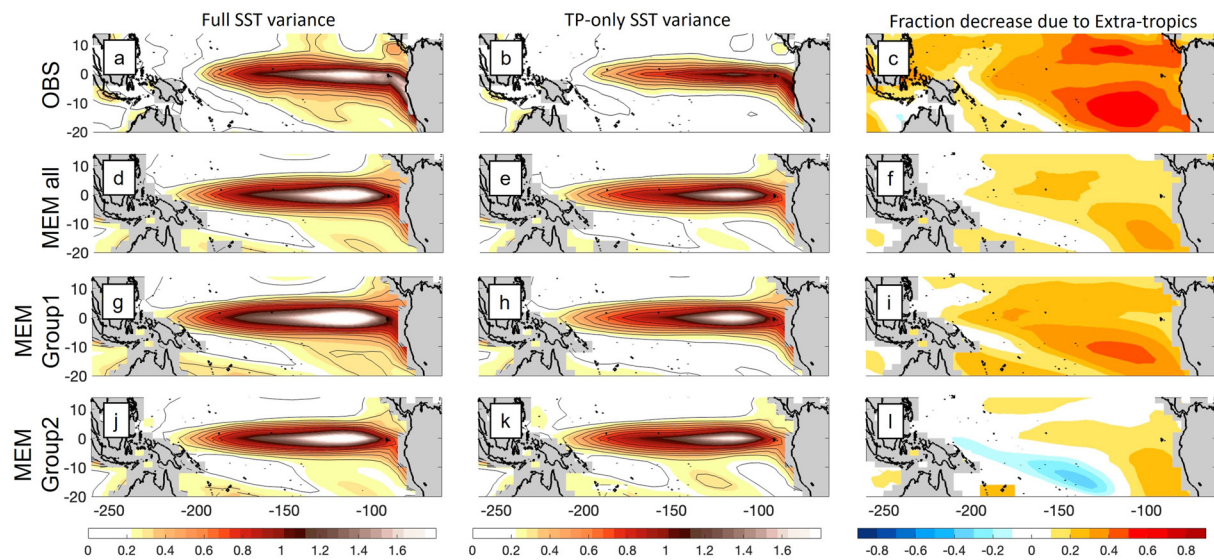 Full SST variance
TP-only SST variance
Fraction decrease due to Extra-tropics
OBS
a
b
c
0
-10
-20
MEM all
d
e
f
10
0
-10
-20
MEM
Group1
g
h
i
10
0
-10
-20
MEM
Group2
j
k
l
10
0
-10
-20
-250 -200 -150 -100
-250 -200 -150 -100
-250 -200 -150 -100
0 0.2 0.4 0.6 0.8 1 1.2 1.4 1.6
0 0.2 0.4 0.6 0.8 1 1.2 1.4 1.6
-0.8 -0.6 -0.4 -0.2 0 0.2 0.4 0.6 0.8